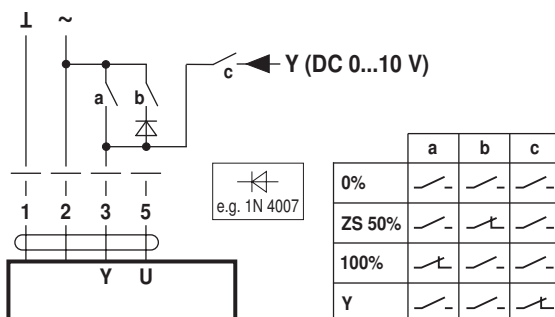 ⊥ ~
a b c Y (DC 0...10 V)
1 2 3 5
e.g. 1N 4007
Y U
a b c
0%
ZS 50%
100%
Y